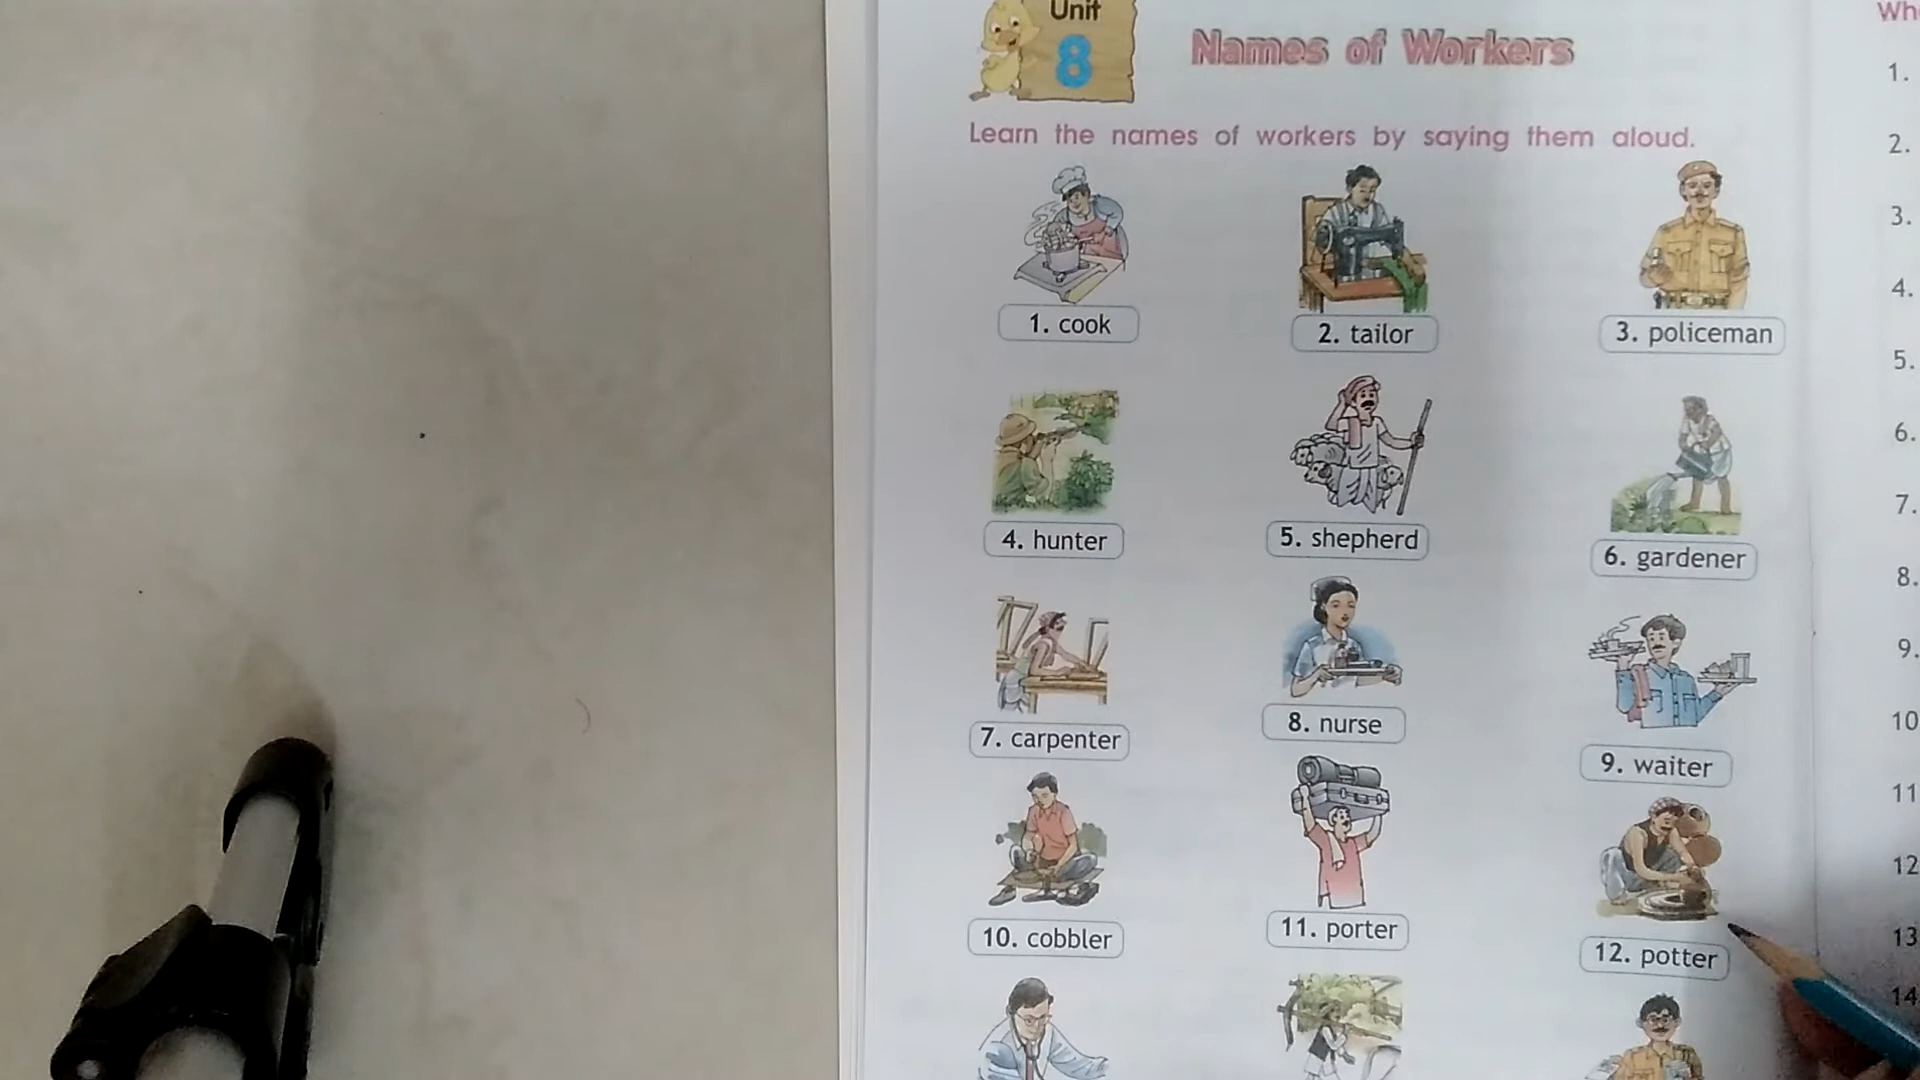 Unit
8
Names of Workers
Learn the names of workers by saying them aloud.
1. cook
2. tailor
3. policeman
4. hunter
5. shepherd
6. gardener
7. carpenter
8. nurse
9. waiter
10. cobbler
11. porter
12. potter
1.
2.
3.
4.
5.
6.
7.
8.
9.
10
11
12
13
14